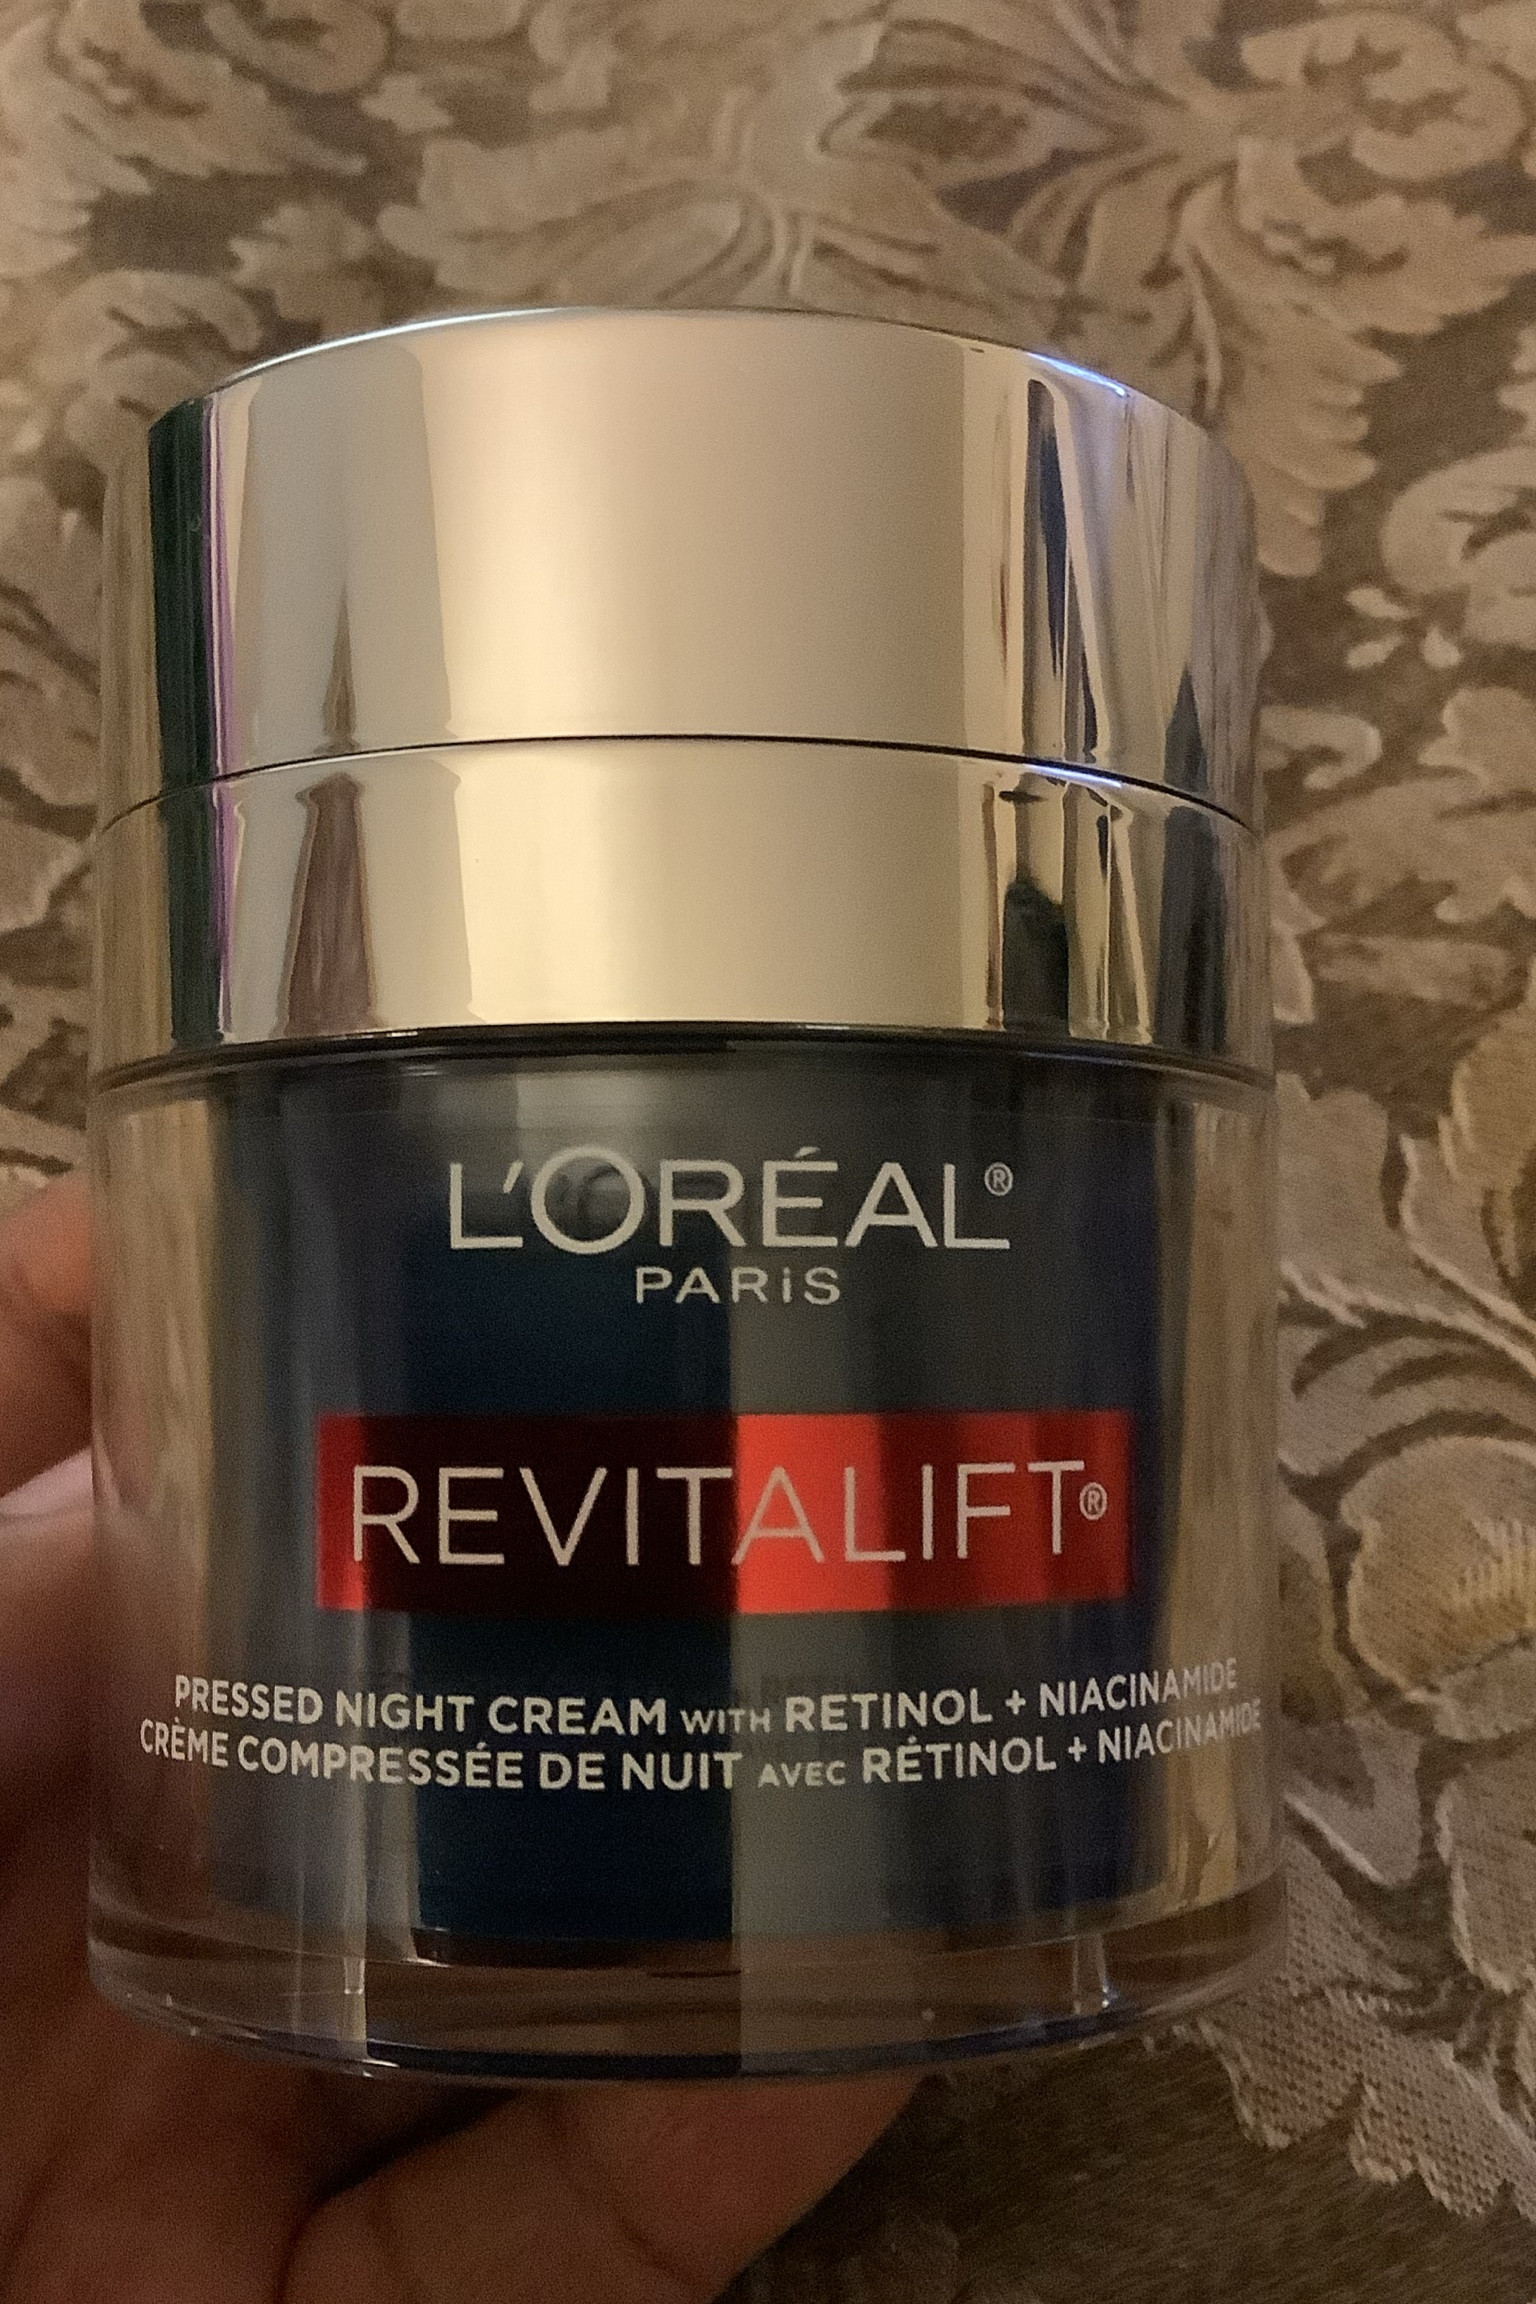 L'ORÉAL®
PARiS
REVITALIFT®
PRESSED NIGHT CREAM WITH RETINOL + NIACINAMIDE
CRÈME COMPRESSÉE DE NUIT AVEC RÉTINOL + NIACINAMIDE